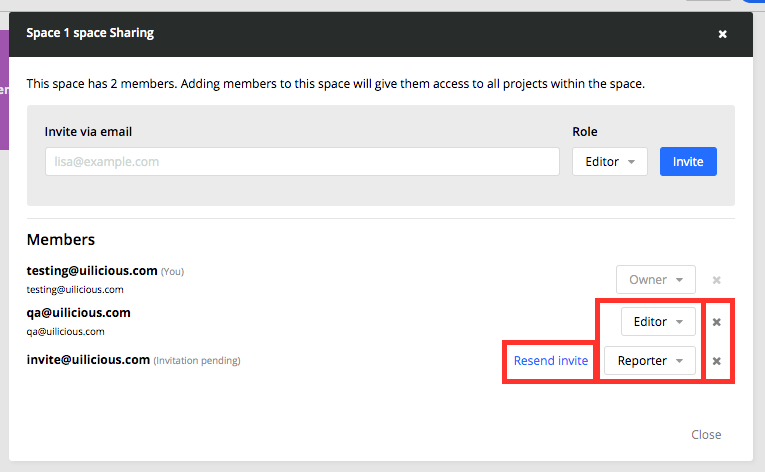 Space 1 space Sharing
This space has 2 members. Adding members to this space will give them access to all projects within the space.
Invite via email
Role
lisa@example.com
Editor
Invite
Members
testing@uilicious.com (You)
testing@uilicious.com
Owner
qa@uilicious.com
qa@uilicious.com
Editor
invite@uilicious.com (Invitation pending)
Resend invite
Reporter
Close